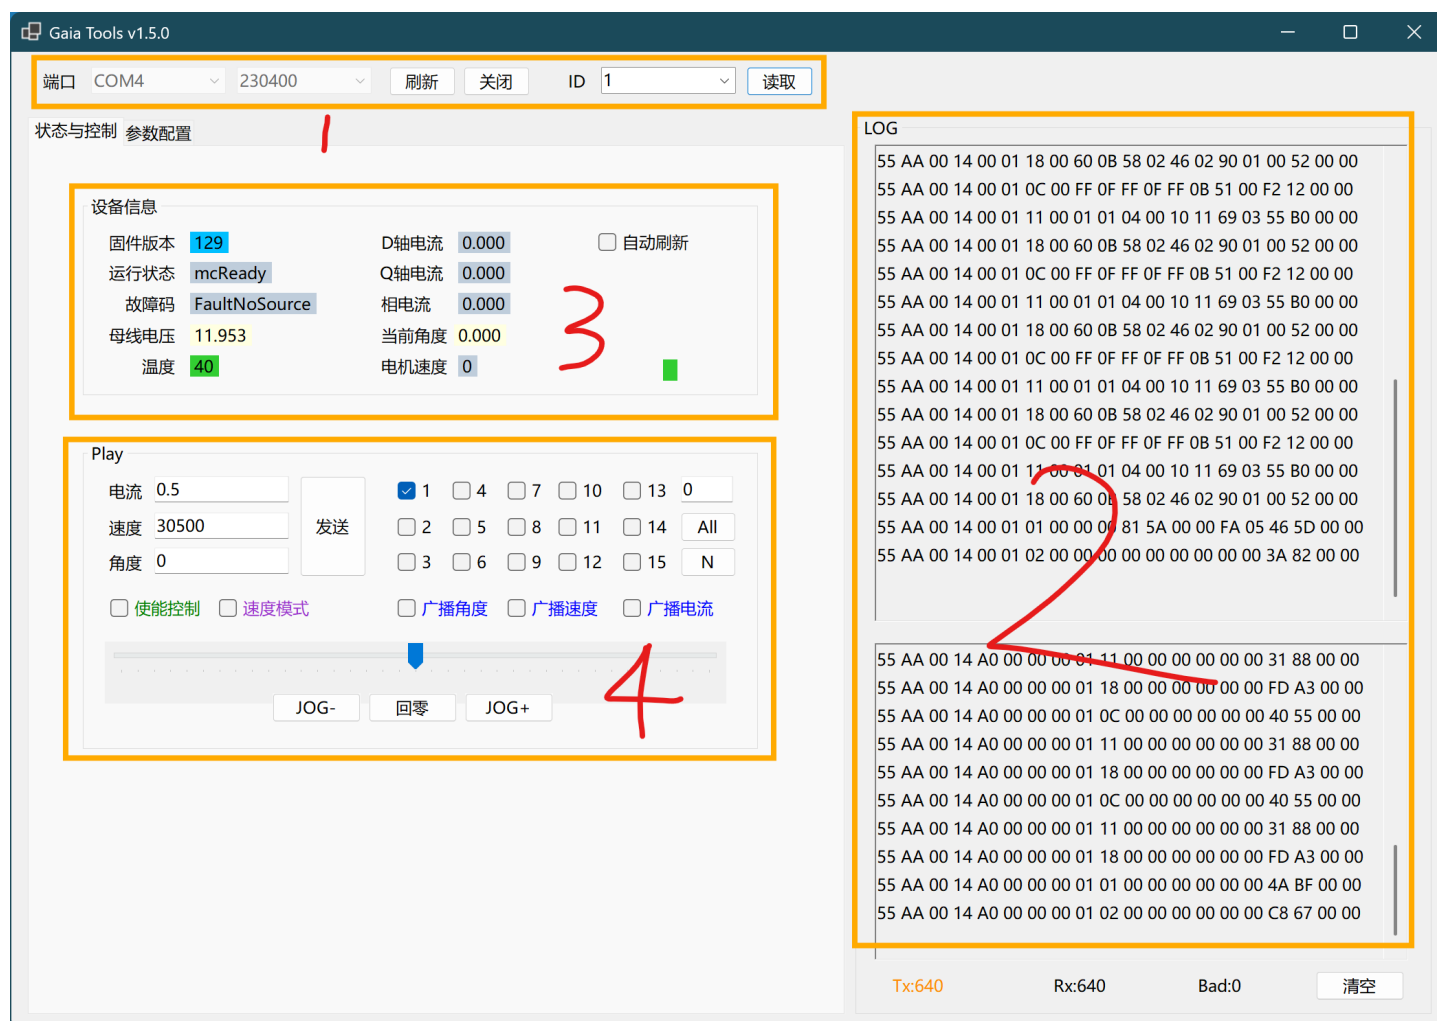 Gaia Tools v1.5.0
端口 COM4 230400 刷新 关闭 ID 1 读取
1
状态与控制 参数配置
设备信息
固件版本 129 D轴电流 0.000 自动刷新
运行状态 mcReady Q轴电流 0.000
故障码 FaultNoSource 相电流 0.000
母线电压 11.953 当前角度 0.000
温度 40 电机速度 0
3
Play
电流 0.5 1 4 7 10 13 0
速度 30500 发送 2 5 8 11 14 All
角度 0 3 6 9 12 15 N
使能控制 速度模式 广播角度 广播速度 广播电流
4
JOG- 回零 JOG+
LOG
55 AA 00 14 00 01 18 00 60 0B 58 02 46 02 90 01 00 52 00 00
55 AA 00 14 00 01 0C 00 FF 0F FF 0F FF 0B 51 00 F2 12 00 00
55 AA 00 14 00 01 11 00 01 01 04 00 10 11 69 03 55 B0 00 00
55 AA 00 14 00 01 18 00 60 0B 58 02 46 02 90 01 00 52 00 00
55 AA 00 14 00 01 0C 00 FF 0F FF 0F FF 0B 51 00 F2 12 00 00
55 AA 00 14 00 01 11 00 01 01 04 00 10 11 69 03 55 B0 00 00
55 AA 00 14 00 01 18 00 60 0B 58 02 46 02 90 01 00 52 00 00
55 AA 00 14 00 01 0C 00 FF 0F FF 0F FF 0B 51 00 F2 12 00 00
55 AA 00 14 00 01 11 00 01 01 04 00 10 11 69 03 55 B0 00 00
55 AA 00 14 00 01 18 00 60 0B 58 02 46 02 90 01 00 52 00 00
55 AA 00 14 00 01 0C 00 FF 0F FF 0F FF 0B 51 00 F2 12 00 00
55 AA 00 14 00 01 11 00 01 01 04 00 10 11 69 03 55 B0 00 00
55 AA 00 14 00 01 18 00 60 0B 58 02 46 02 90 01 00 52 00 00
55 AA 00 14 00 01 01 00 00 00 81 5A 00 00 FA 05 46 5D 00 00
55 AA 00 14 00 01 02 00 00 00 00 00 00 00 00 00 3A 82 00 00
2
55 AA 00 14 A0 00 00 00 01 11 00 00 00 00 00 00 31 88 00 00
55 AA 00 14 A0 00 00 00 01 18 00 00 00 00 00 00 FD A3 00 00
55 AA 00 14 A0 00 00 00 01 0C 00 00 00 00 00 00 40 55 00 00
55 AA 00 14 A0 00 00 00 01 11 00 00 00 00 00 00 31 88 00 00
55 AA 00 14 A0 00 00 00 01 18 00 00 00 00 00 00 FD A3 00 00
55 AA 00 14 A0 00 00 00 01 0C 00 00 00 00 00 00 40 55 00 00
55 AA 00 14 A0 00 00 00 01 11 00 00 00 00 00 00 31 88 00 00
55 AA 00 14 A0 00 00 00 01 18 00 00 00 00 00 00 FD A3 00 00
55 AA 00 14 A0 00 00 00 01 01 00 00 00 00 00 00 4A BF 00 00
55 AA 00 14 A0 00 00 00 01 02 00 00 00 00 00 00 C8 67 00 00
Tx:640 Rx:640 Bad:0 清空